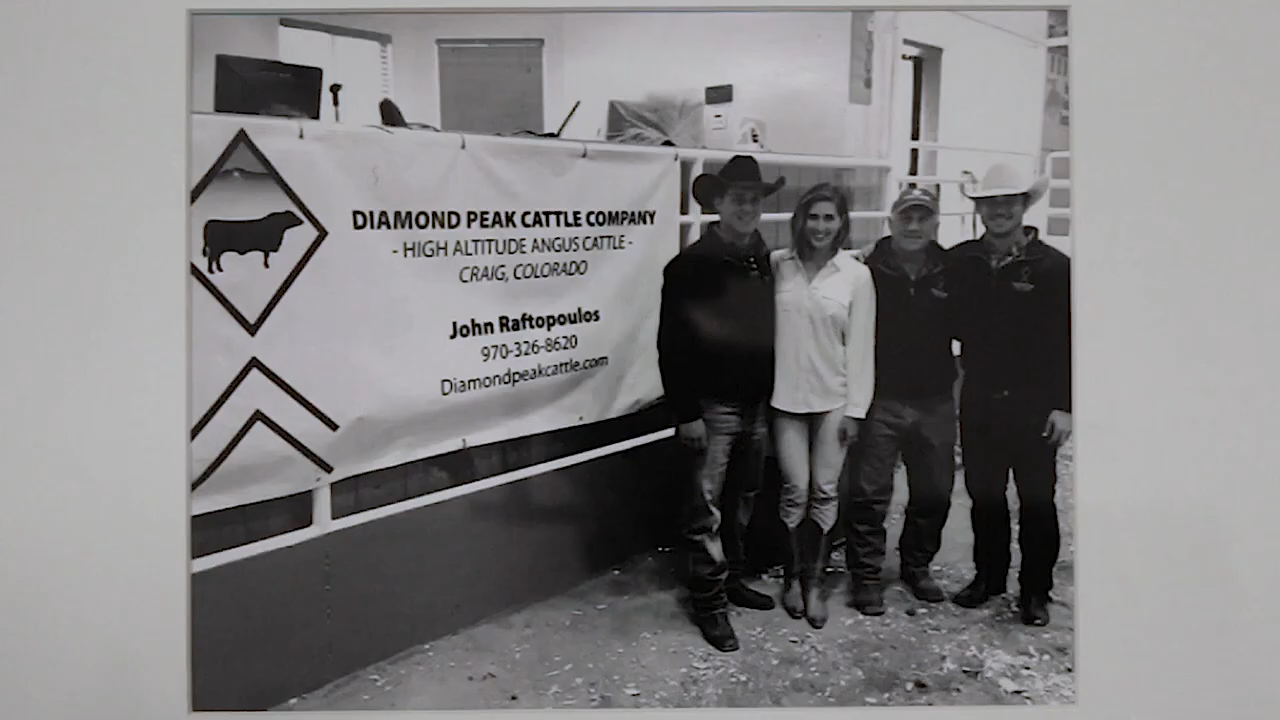 DIAMOND PEAK CATTLE COMPANY
- HIGH ALTITUDE ANGUS CATTLE -
CRAIG, COLORADO
John Raftopoulos
970-326-8620
Diamondpeakcattle.com